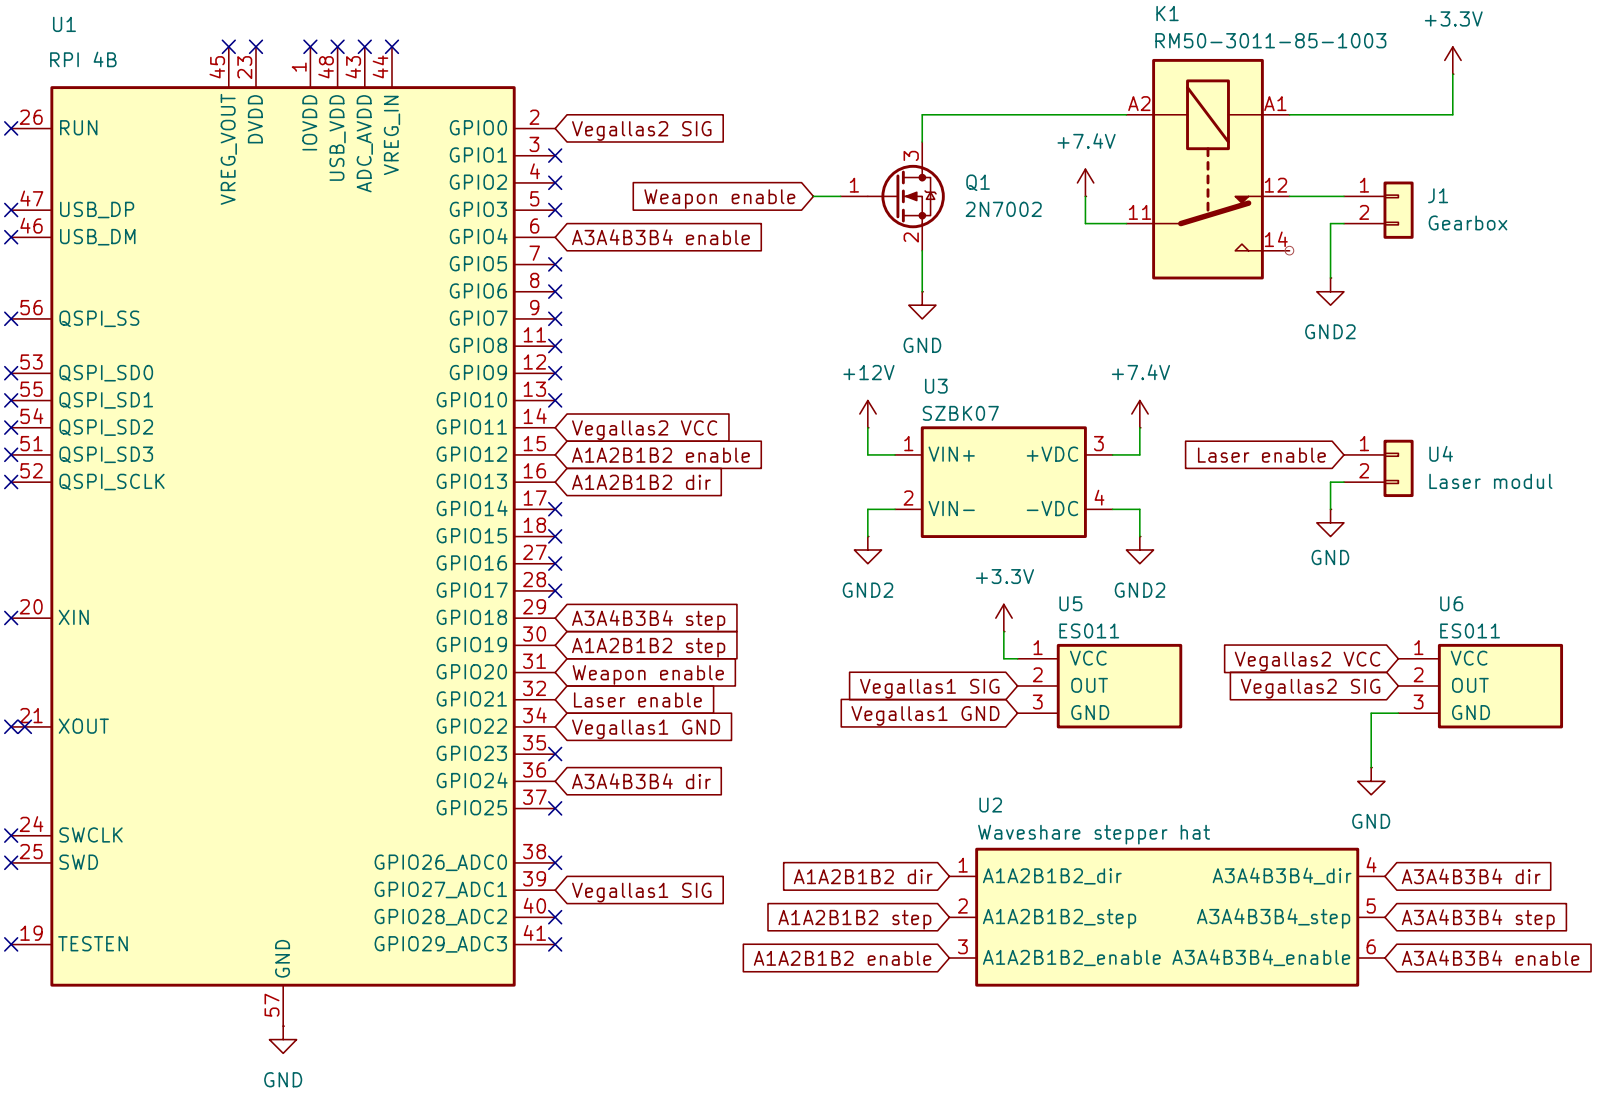 U1
RPI 4B
45
23
1
48
43
44
VREG_VOUT
DVDD
IOVDD
USB_VDD
ADC_AVDD
VREG_IN
26
RUN
47
USB_DP
46
USB_DM
56
QSPI_SS
53
QSPI_SD0
55
QSPI_SD1
54
QSPI_SD2
51
QSPI_SD3
52
QSPI_SCLK
20
XIN
21
XOUT
24
SWCLK
25
SWD
19
TESTEN
GND
57
GND
GPIO0 2 Vegallas2 SIG
GPIO1 3
GPIO2 4
GPIO3 5
GPIO4 6 A3A4B3B4 enable
GPIO5 7
GPIO6 8
GPIO7 9
GPIO8 11
GPIO9 12
GPIO10 13
GPIO11 14 Vegallas2 VCC
GPIO12 15 A1A2B1B2 enable
GPIO13 16 A1A2B1B2 dir
GPIO14 17
GPIO15 18
GPIO16 27
GPIO17 28
GPIO18 29 A3A4B3B4 step
GPIO19 30 A1A2B1B2 step
GPIO20 31 Weapon enable
GPIO21 32 Laser enable
GPIO22 34 Vegallas1 GND
GPIO23 35
GPIO24 36 A3A4B3B4 dir
GPIO25 37
GPIO26_ADC0 38
GPIO27_ADC1 39 Vegallas1 SIG
GPIO28_ADC2 40
GPIO29_ADC3 41
K1
RM50-3011-85-1003
+3.3V
A2
A1
+7.4V
11
12
14
Weapon enable
1
3
2
Q1
2N7002
GND
1
2
J1
Gearbox
GND2
+12V
U3
SZBK07
+7.4V
1 VIN+
+VDC 3
2 VIN-
-VDC 4
GND2
GND2
Laser enable
1
2
U4
Laser modul
GND
+3.3V
U5
ES011
1 VCC
Vegallas1 SIG 2 OUT
Vegallas1 GND 3 GND
U6
ES011
Vegallas2 VCC 1 VCC
Vegallas2 SIG 2 OUT
3 GND
GND
U2
Waveshare stepper hat
A1A2B1B2 dir 1 A1A2B1B2_dir
A3A4B3B4_dir 4 A3A4B3B4 dir
A1A2B1B2 step 2 A1A2B1B2_step
A3A4B3B4_step 5 A3A4B3B4 step
A1A2B1B2 enable 3 A1A2B1B2_enable
A3A4B3B4_enable 6 A3A4B3B4 enable